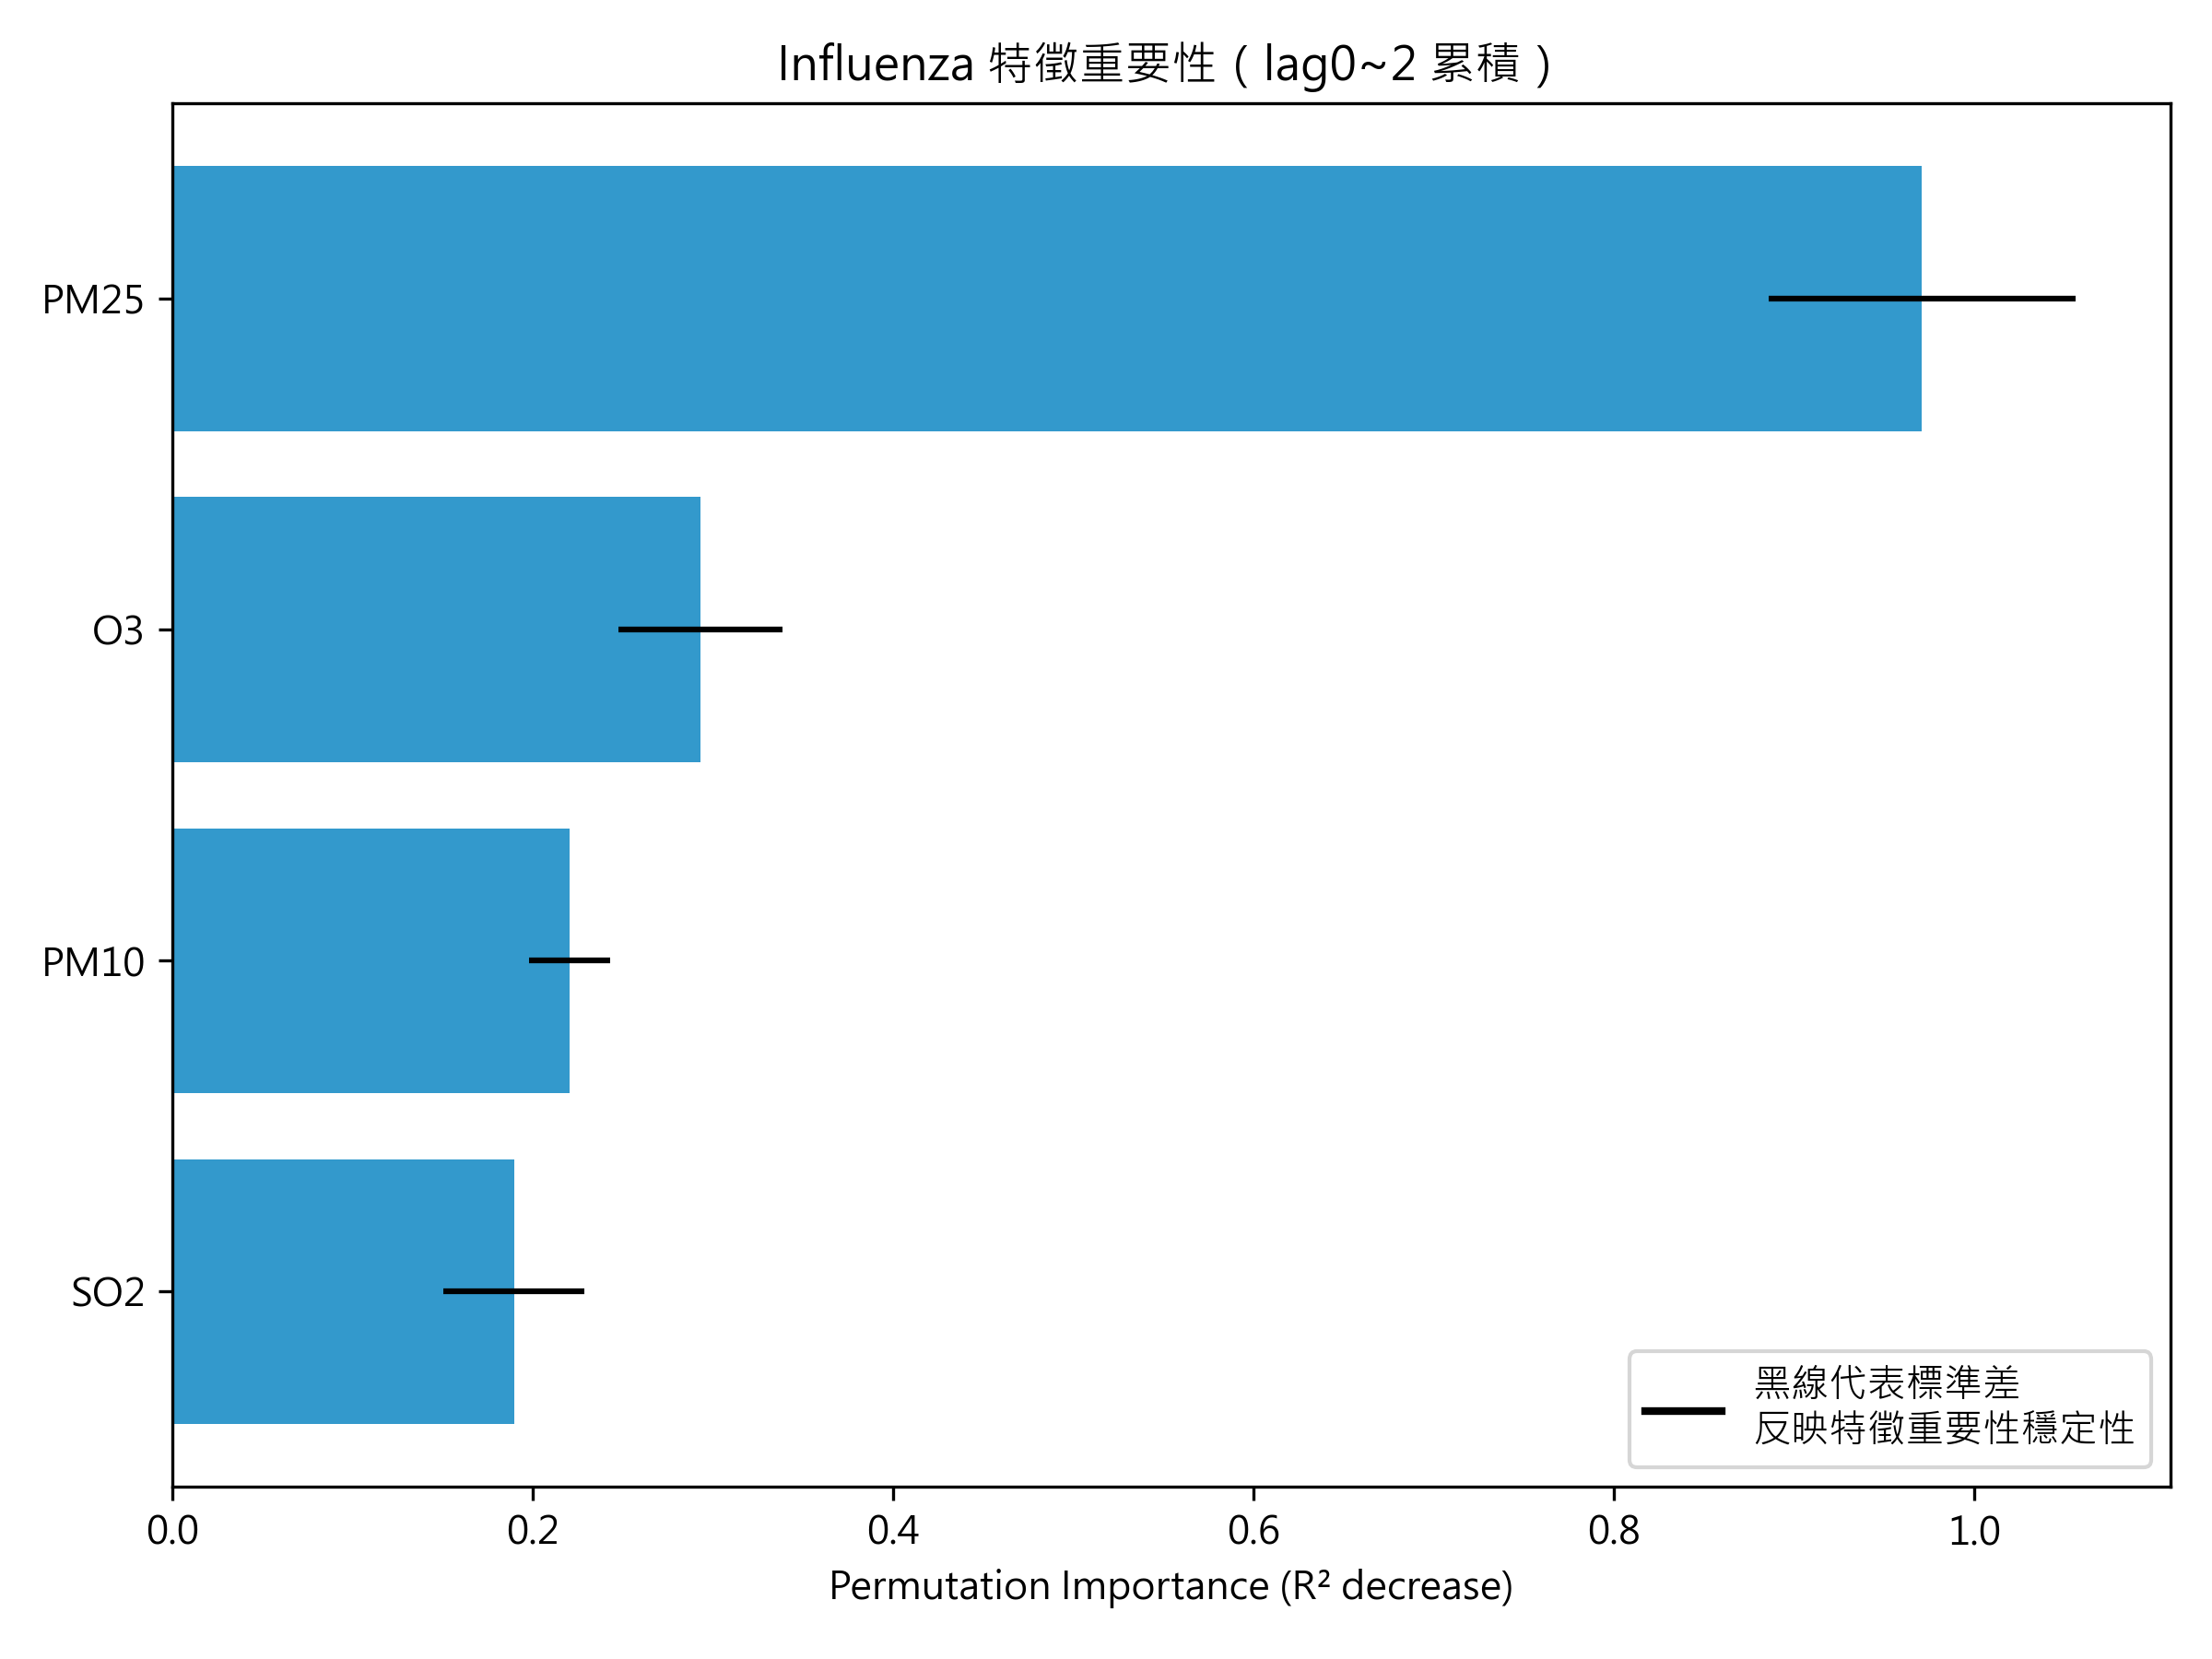 Influenza 特徵重要性（lag0~2 累積）
PM25
O3
PM10
SO2
黑線代表標準差
反映特徵重要性穩定性
0.0 0.2 0.4 0.6 0.8 1.0
Permutation Importance (R² decrease)